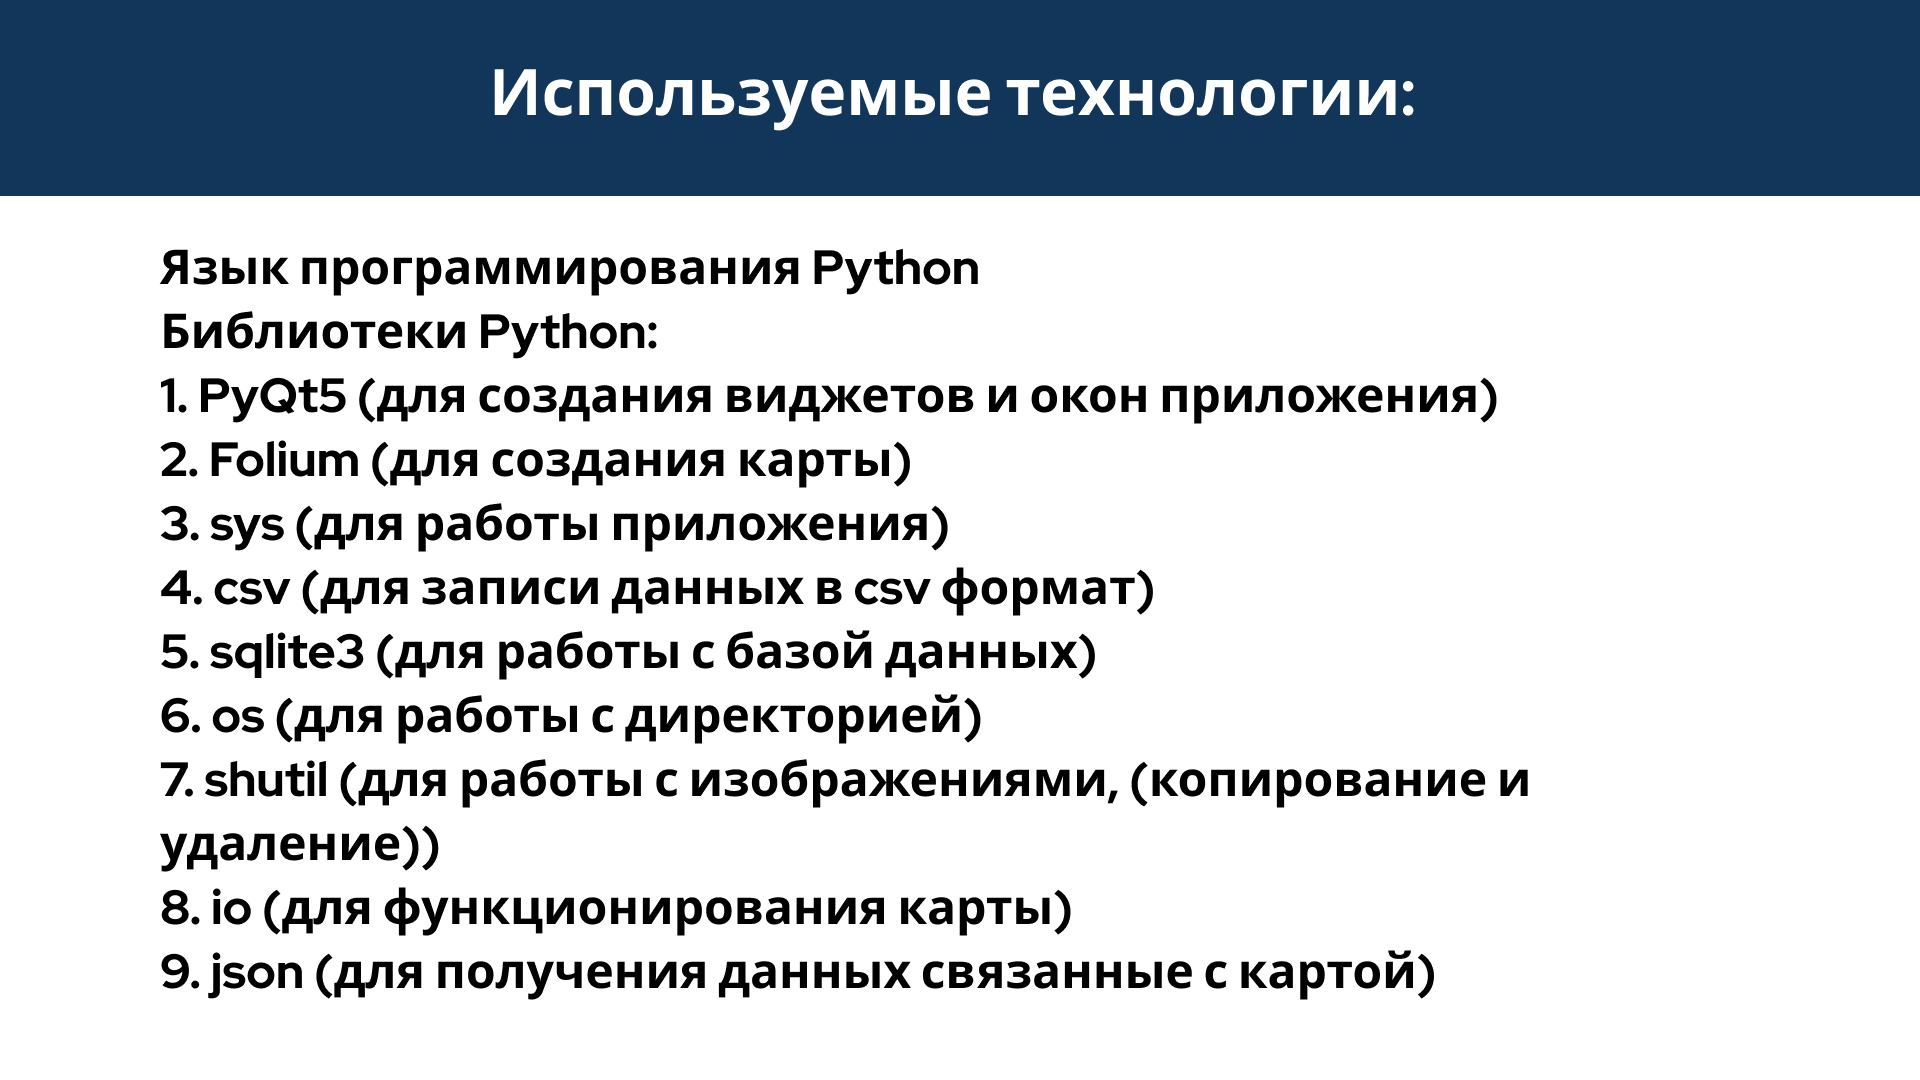 Используемые технологии:
Язык программирования Python
Библиотеки Python:
1. PyQt5 (для создания виджетов и окон приложения)
2. Folium (для создания карты)
3. sys (для работы приложения)
4. csv (для записи данных в csv формат)
5. sqlite3 (для работы с базой данных)
6. os (для работы с директорией)
7. shutil (для работы с изображениями, (копирование и
удаление))
8. io (для функционирования карты)
9. json (для получения данных связанные с картой)